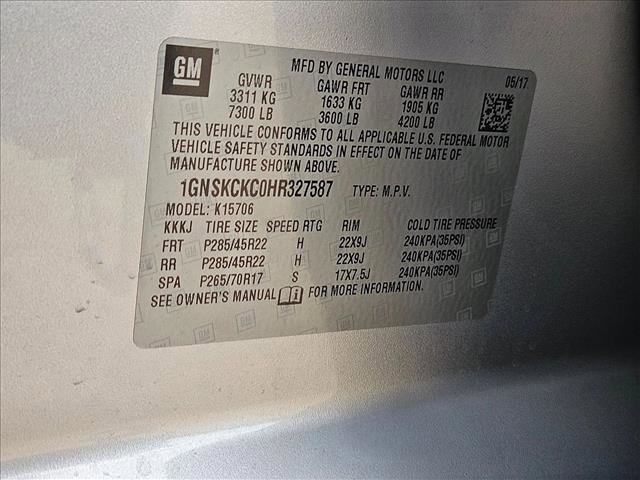 GM
MFD BY GENERAL MOTORS LLC 05/17
GVWR GAWR FRT GAWR RR
3311 KG 1633 KG 1905 KG
7300 LB 3600 LB 4200 LB
THIS VEHICLE CONFORMS TO ALL APPLICABLE U.S. FEDERAL MOTOR
VEHICLE SAFETY STANDARDS IN EFFECT ON THE DATE OF
MANUFACTURE SHOWN ABOVE.
1GNSKCKC0HR327587 TYPE: M.P.V.
MODEL: K15706
KKKJ TIRE SIZE SPEED RTG RIM COLD TIRE PRESSURE
FRT P285/45R22 H 22X9J 240KPA(35PSI)
RR P285/45R22 H 22X9J 240KPA(35PSI)
SPA P265/70R17 S 17X7.5J 240KPA(35PSI)
SEE OWNER'S MANUAL FOR MORE INFORMATION.